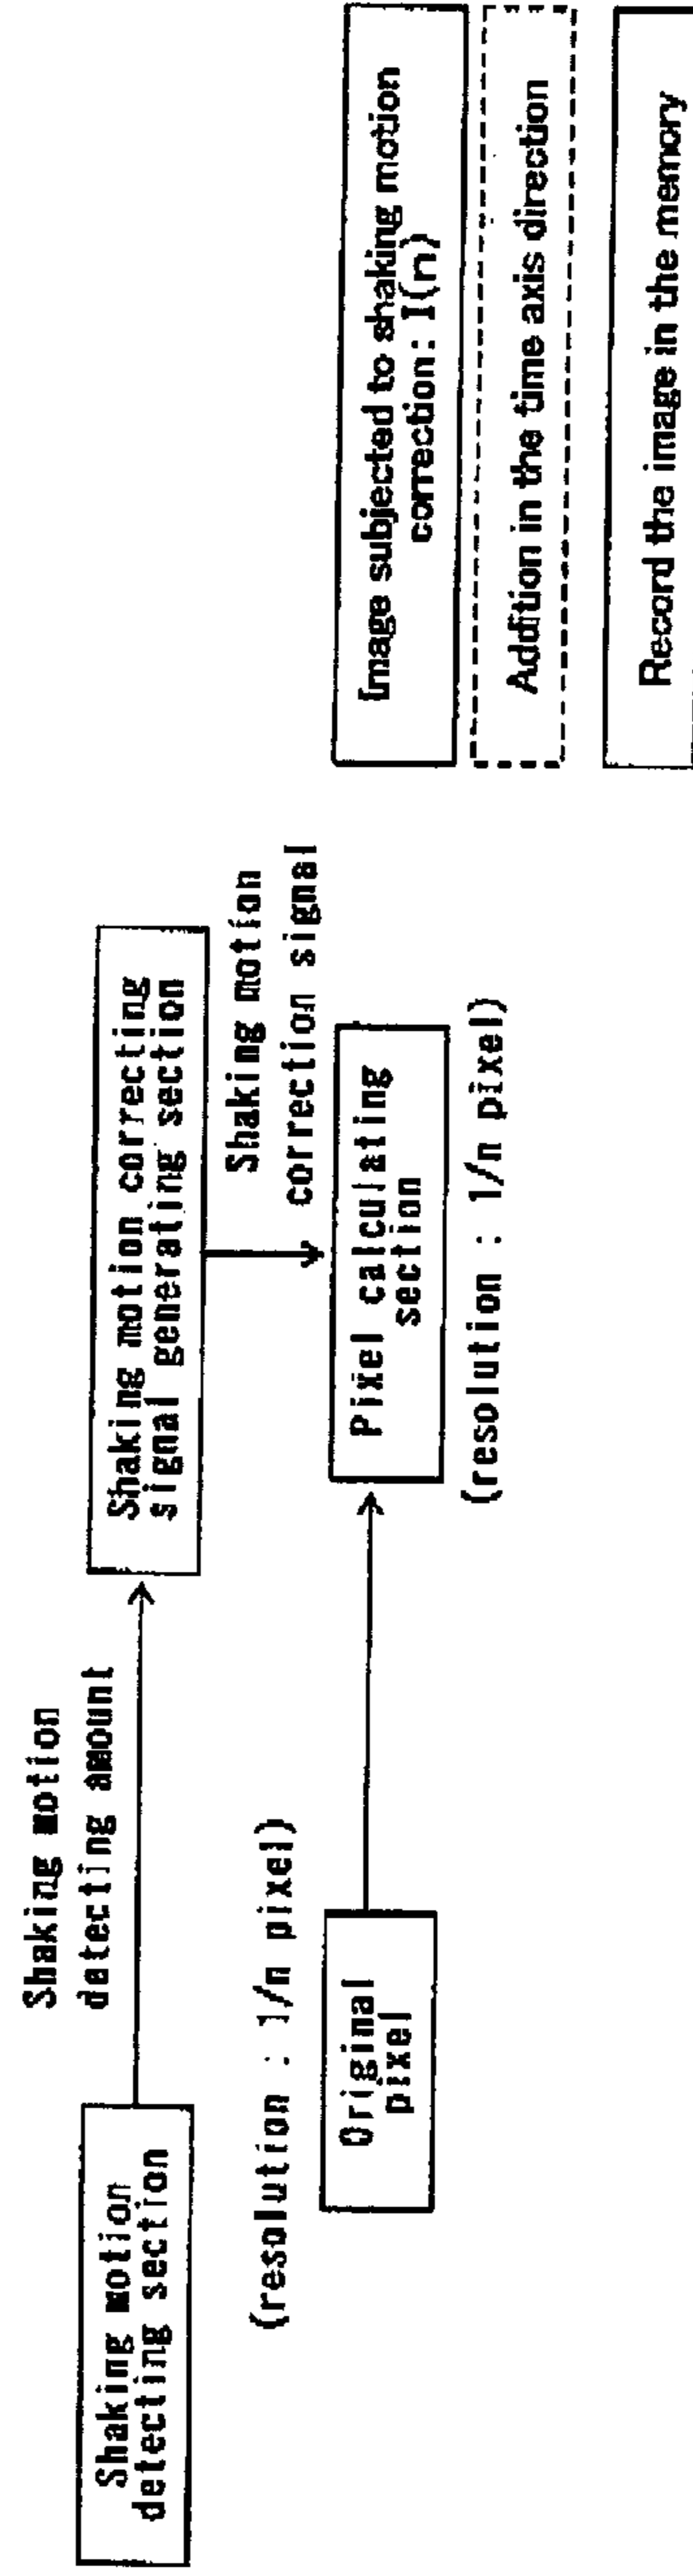 Shaking motion
detecting section
Shaking motion
detecting amount
Shaking motion correcting
signal generating section
Shaking motion
correction signal
(resolution : 1/n pixel)
Original
pixel
Pixel calculating
section
(resolution : 1/n pixel)
Image subjected to shaking motion
correction: I(n)
Addition in the time axis direction
Record the image in the memory